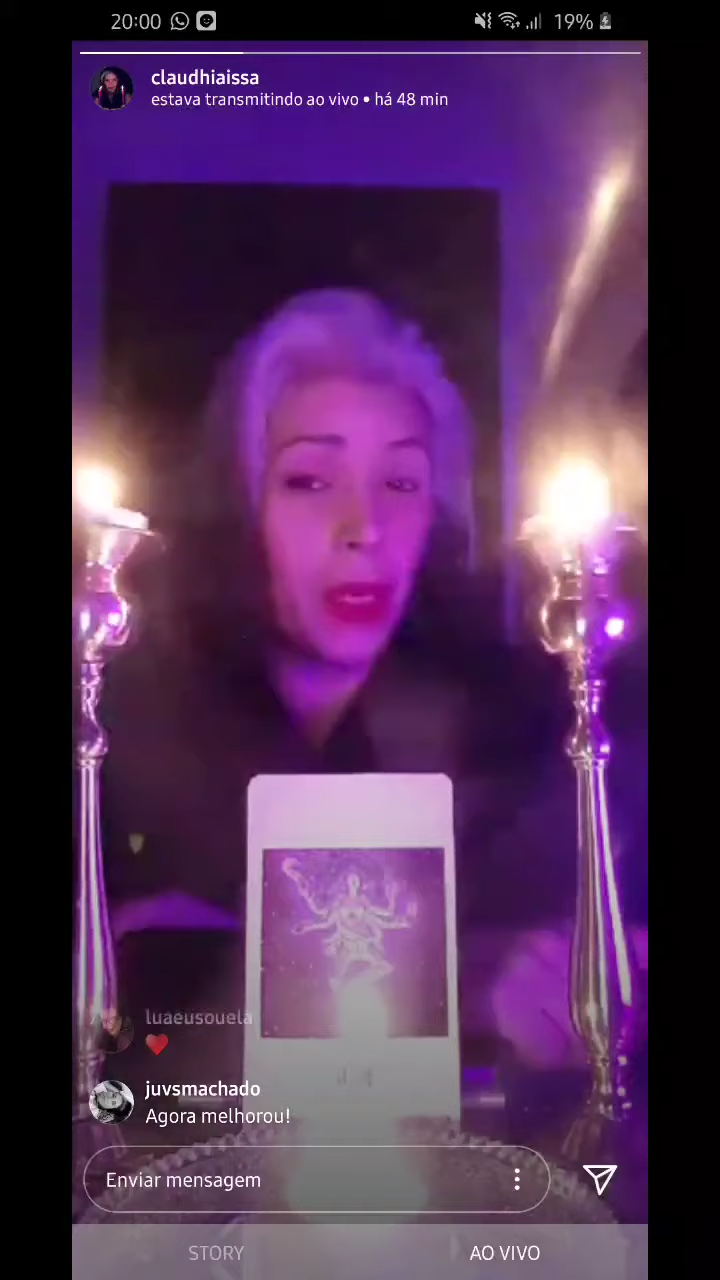 20:00
19%
claudhiaissa
estava transmitindo ao vivo • há 48 min
luaeusouela
juvsmachado
Agora melhorou!
Enviar mensagem
STORY
AO VIVO